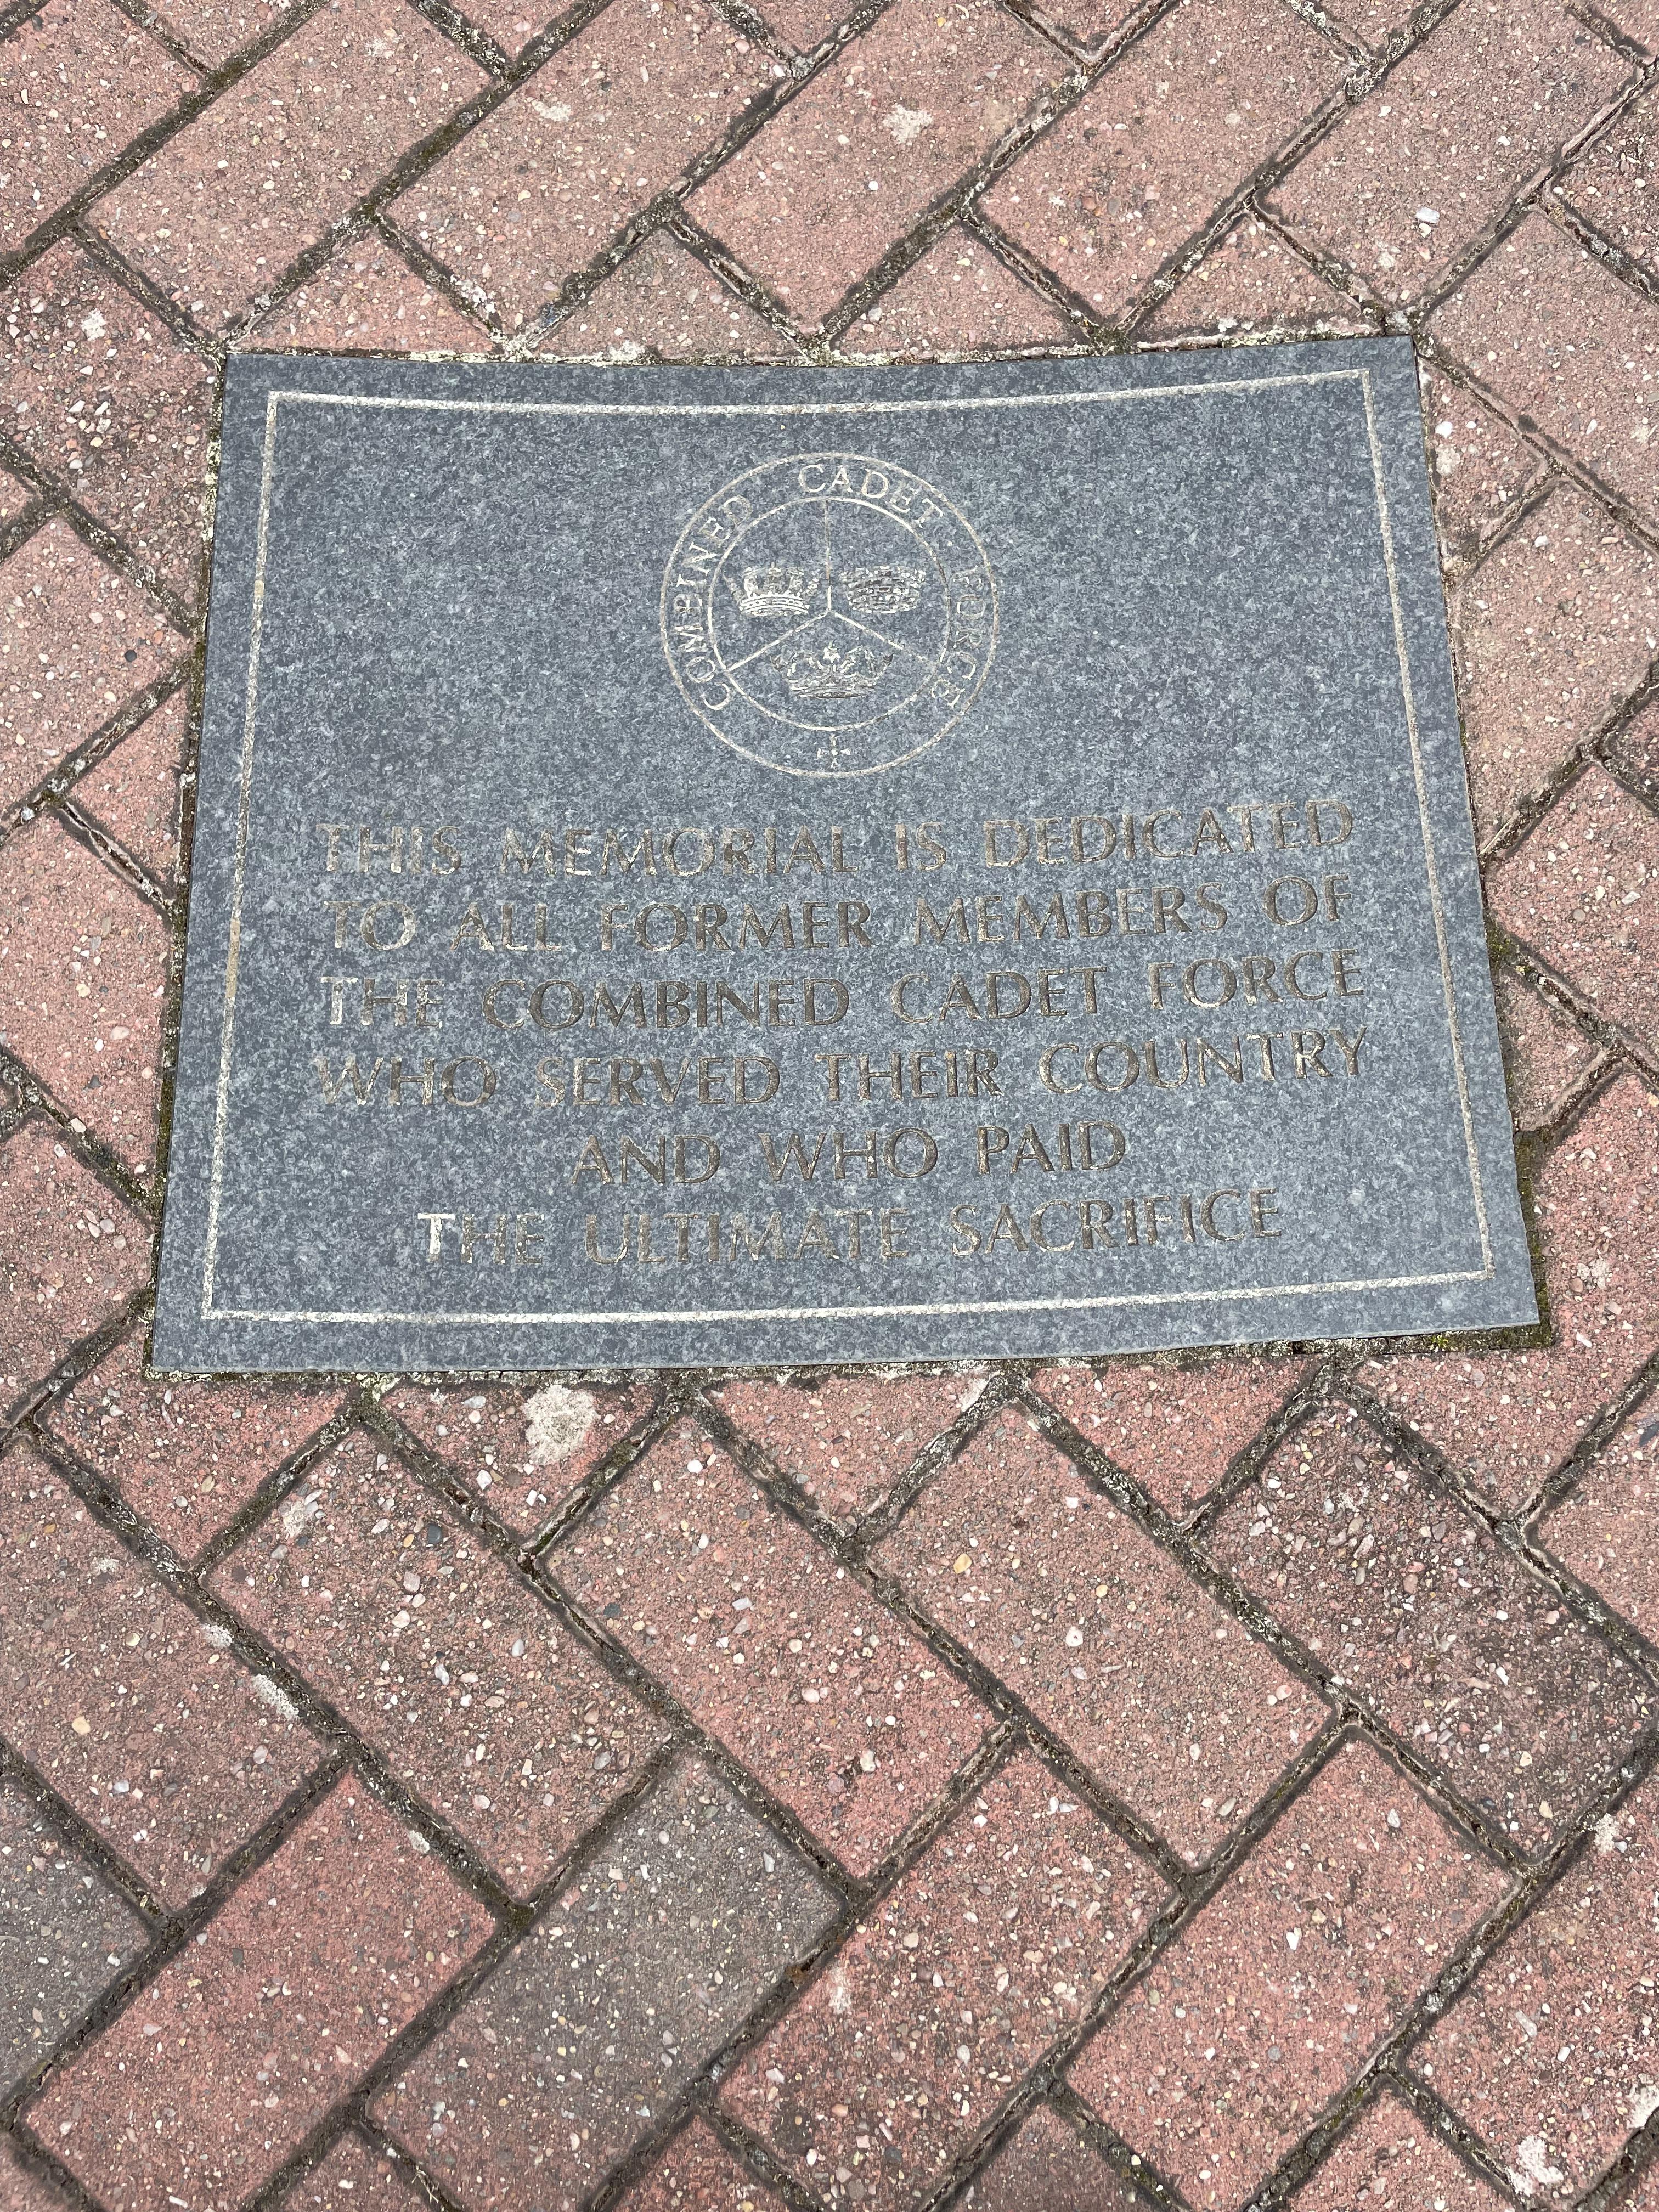 COMBINED CADET FORCE
THIS MEMORIAL IS DEDICATED
TO ALL FORMER MEMBERS OF
THE COMBINED CADET FORCE
WHO SERVED THEIR COUNTRY
AND WHO PAID
THE ULTIMATE SACRIFICE